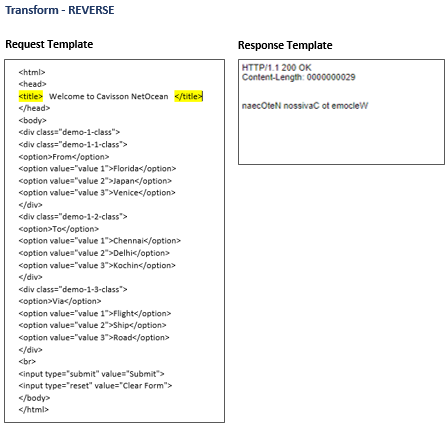 Transform - REVERSE
Request Template
<html>
<head>
<title> Welcome to Cavisson NetOcean </title>
</head>
<body>
<div class="demo-1-class">
<div class="demo-1-1-class">
<option>From</option>
<option value="value 1">Florida</option>
<option value="value 2">Japan</option>
<option value="value 3">Venice</option>
</div>
<div class="demo-1-2-class">
<option>To</option>
<option value="value 1">Chennai</option>
<option value="value 2">Delhi</option>
<option value="value 3">Kochin</option>
</div>
<div class="demo-1-3-class">
<option>Via</option>
<option value="value 1">Flight</option>
<option value="value 2">Ship</option>
<option value="value 3">Road</option>
</div>
<br>
<input type="submit" value="Submit">
<input type="reset" value="Clear Form">
</body>
</html>
Response Template
HTTP/1.1 200 OK
Content-Length: 0000000029
naecOteN nossivaC ot emocleW